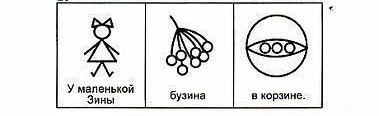 У маленькой
Зины
бузина
в корзине.